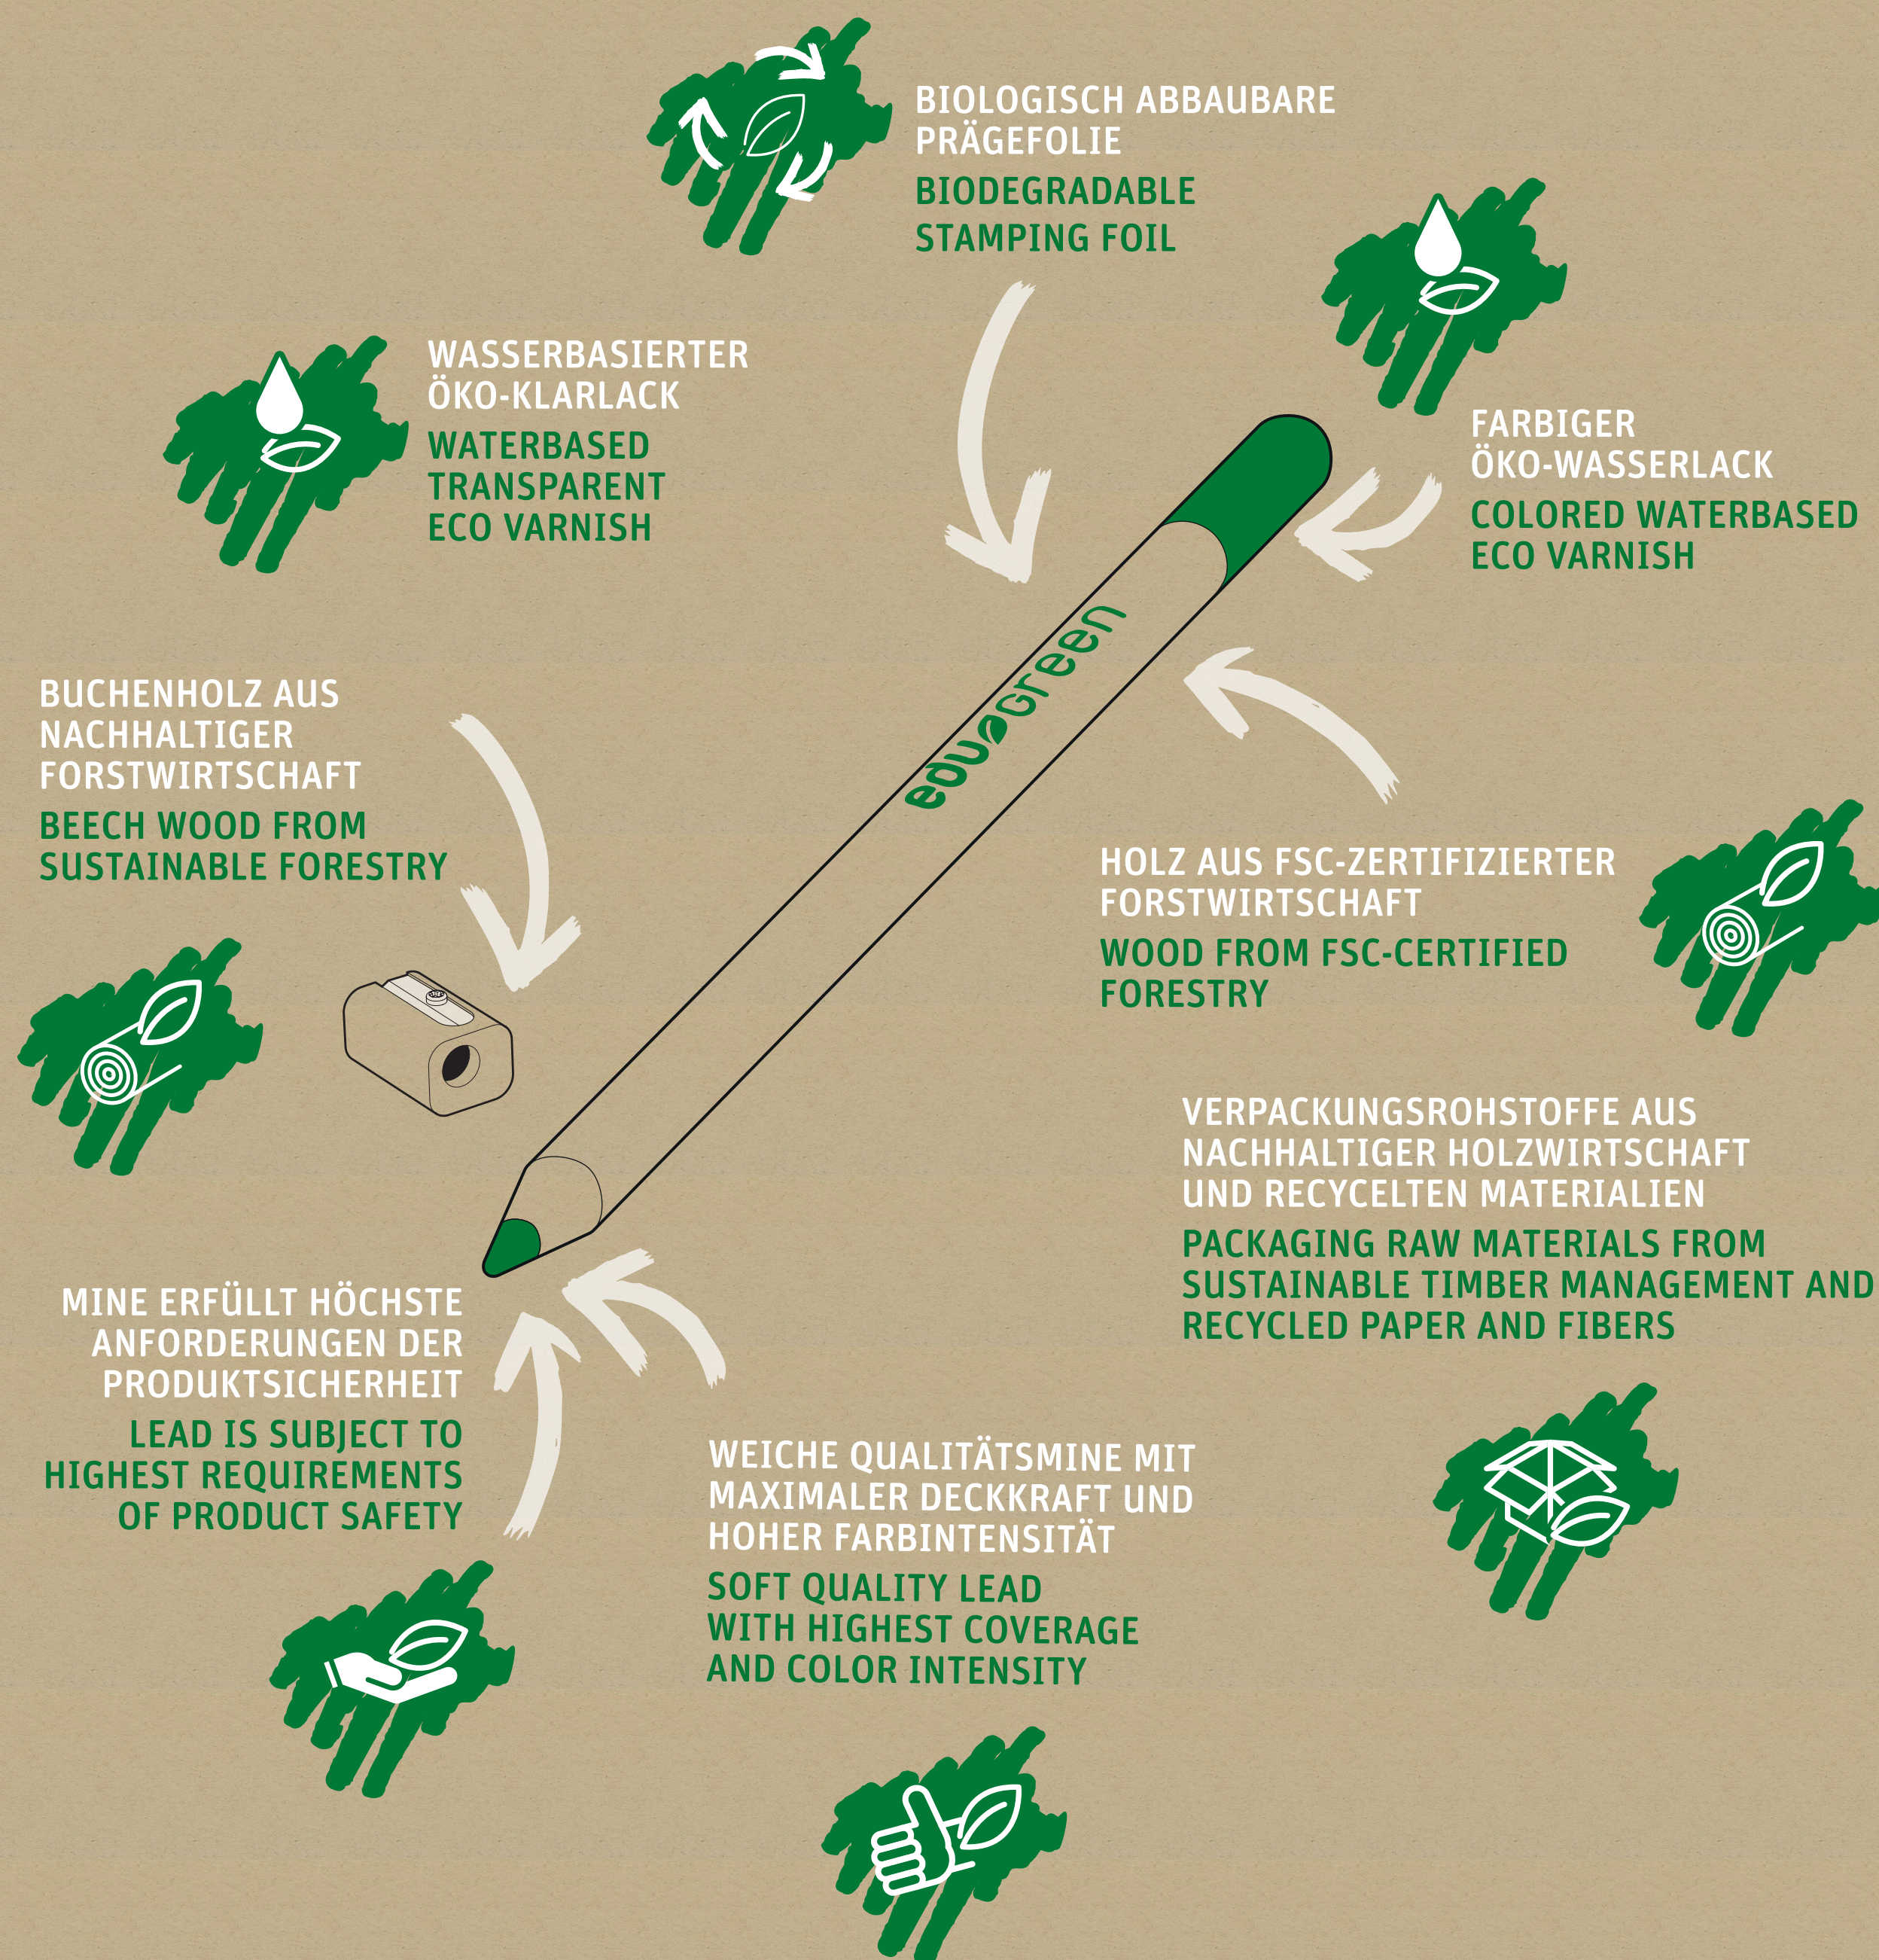 BIOLOGISCH ABBAUBARE
PRÄGEFOLIE
BIODEGRADABLE
STAMPING FOIL
WASSERBASIERTER
ÖKO-KLARLACK
WATERBASED
TRANSPARENT
ECO VARNISH
FARBIGER
ÖKO-WASSERLACK
COLORED WATERBASED
ECO VARNISH
eduGreen
BUCHENHOLZ AUS
NACHHALTIGER
FORSTWIRTSCHAFT
BEECH WOOD FROM
SUSTAINABLE FORESTRY
HOLZ AUS FSC-ZERTIFIZIERTER
FORSTWIRTSCHAFT
WOOD FROM FSC-CERTIFIED
FORESTRY
VERPACKUNGSROHSTOFFE AUS
NACHHALTIGER HOLZWIRTSCHAFT
UND RECYCELTEN MATERIALIEN
PACKAGING RAW MATERIALS FROM
SUSTAINABLE TIMBER MANAGEMENT AND
RECYCLED PAPER AND FIBERS
MINE ERFÜLLT HÖCHSTE
ANFORDERUNGEN DER
PRODUKTSICHERHEIT
LEAD IS SUBJECT TO
HIGHEST REQUIREMENTS
OF PRODUCT SAFETY
WEICHE QUALITÄTSMINE MIT
MAXIMALER DECKKRAFT UND
HOHER FARBINTENSITÄT
SOFT QUALITY LEAD
WITH HIGHEST COVERAGE
AND COLOR INTENSITY